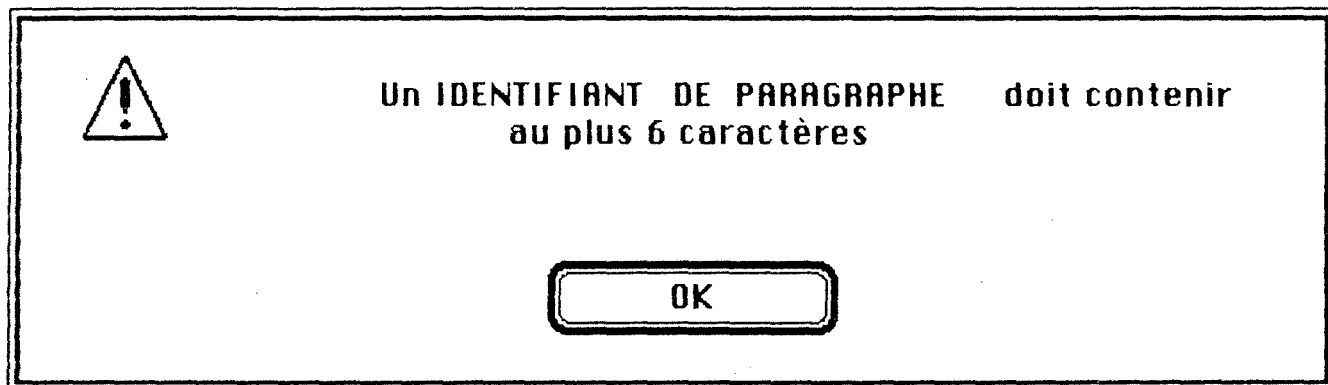 Un IDENTIFIANT DE PARAGRAPHE doit contenir
au plus 6 caractères
OK